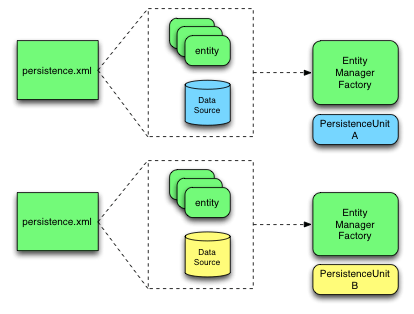 persistence.xml
entity
Data
Source
Entity
Manager
Factory
PersistenceUnit
A
persistence.xml
entity
Data
Source
Entity
Manager
Factory
PersistenceUnit
B